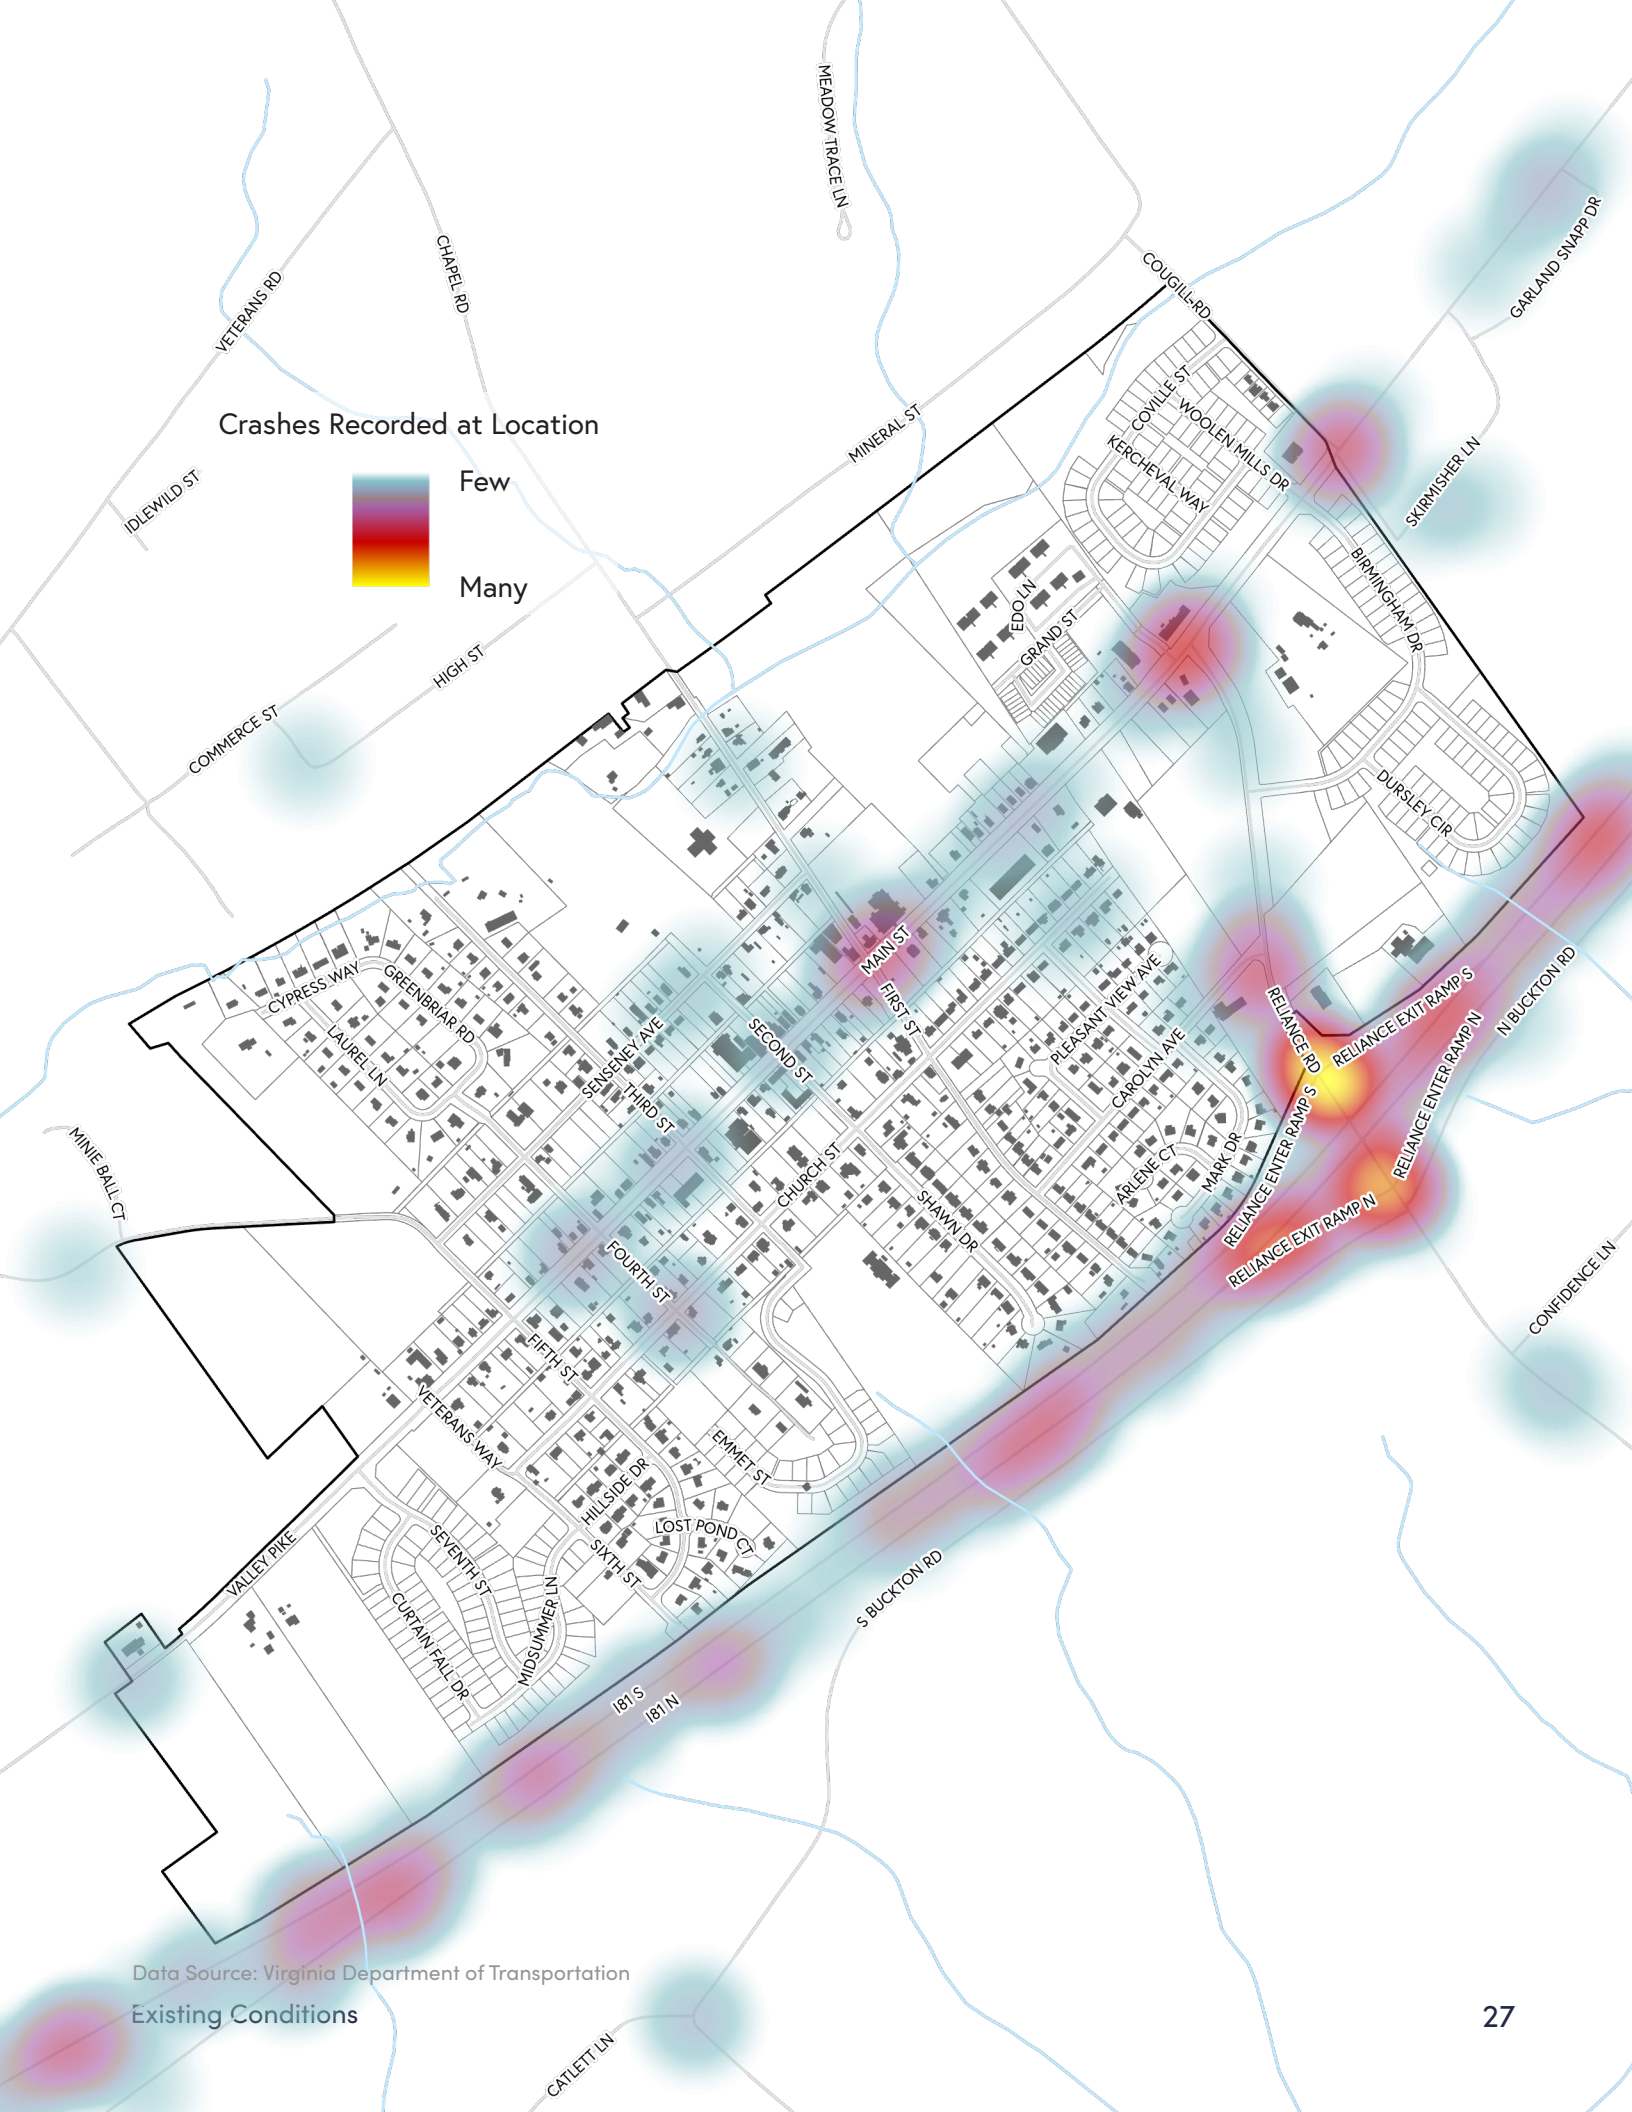 MEADOW TRACE LN
GARLAND SNAPP DR
CHAPEL RD
VETERANS RD
COUGILL RD
COVILLE ST
WOOLEN MILLS DR
KERCHEVAL WAY
Crashes Recorded at Location
Few
Many
MINERAL ST
SKIRMISHER LN
IDLEWILD ST
BIRMINGHAM DR
EDO LN
GRAND ST
HIGH ST
COMMERCE ST
DURSLEY CIR
MAIN ST
CYPRESS WAY
GREENBRIAR RD
LAUREL LN
FIRST ST
SECOND ST
SENSENEY AVE
THIRD ST
PLEASANT VIEW AVE
CAROLYN AVE
RELIANCE RD
RELIANCE EXIT RAMP S
N BUCKTON RD
RELIANCE ENTER RAMP N
RELIANCE ENTER RAMP S
MINIE BALL CT
CHURCH ST
ARLENE CT
MARK DR
SHAWN DR
RELIANCE EXIT RAMP N
FOURTH ST
CONFIDENCE LN
FIFTH ST
VETERANS WAY
EMMET ST
HILLSIDE DR
LOST POND CT
SIXTH ST
SEVENTH ST
VALLEY PIKE
CURTAIN FALL DR
MIDSUMMER LN
S BUCKTON RD
I81 S
I81 N
Data Source: Virginia Department of Transportation
Existing Conditions
27
CATLETT LN